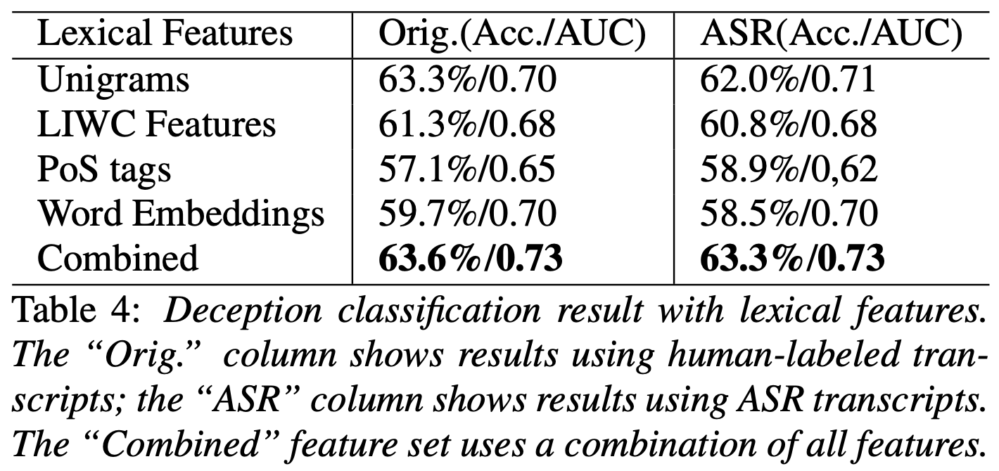 Lexical Features Orig.(Acc./AUC) ASR(Acc./AUC)
Unigrams 63.3%/0.70 62.0%/0.71
LIWC Features 61.3%/0.68 60.8%/0.68
PoS tags 57.1%/0.65 58.9%/0,62
Word Embeddings 59.7%/0.70 58.5%/0.70
Combined 63.6%/0.73 63.3%/0.73
Table 4: Deception classification result with lexical features.
The “Orig.” column shows results using human-labeled tran-
scripts; the “ASR” column shows results using ASR transcripts.
The “Combined” feature set uses a combination of all features.